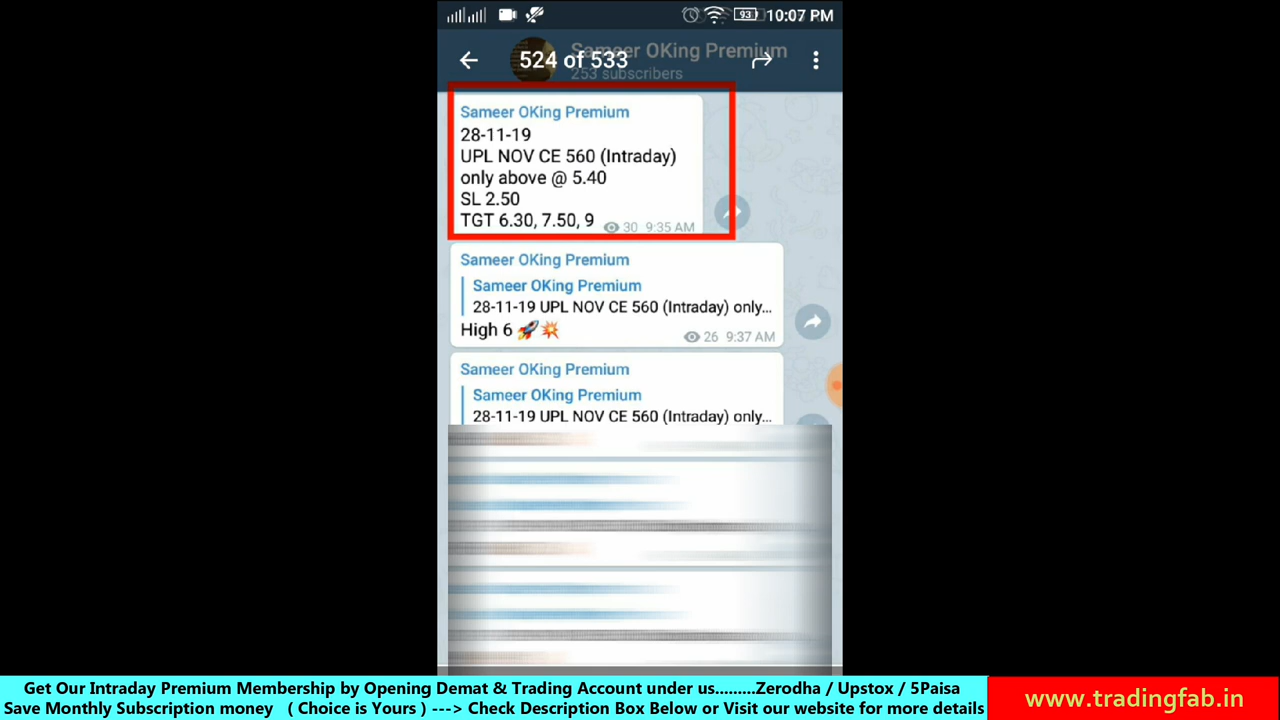 93 10:07 PM
524 of 533
Sameer OKing Premium
253 subscribers
Sameer OKing Premium
28-11-19
UPL NOV CE 560 (Intraday)
only above @ 5.40
SL 2.50
TGT 6.30, 7.50, 9
30 9:35 AM
Sameer OKing Premium
Sameer OKing Premium
28-11-19 UPL NOV CE 560 (Intraday) only...
High 6 🚀💥
26 9:37 AM
Sameer OKing Premium
Sameer OKing Premium
28-11-19 UPL NOV CE 560 (Intraday) only...
Get Our Intraday Premium Membership by Opening Demat & Trading Account under us.........Zerodha / Upstox / 5Paisa
Save Monthly Subscription money ( Choice is Yours ) ---> Check Description Box Below or Visit our website for more details
www.tradingfab.in